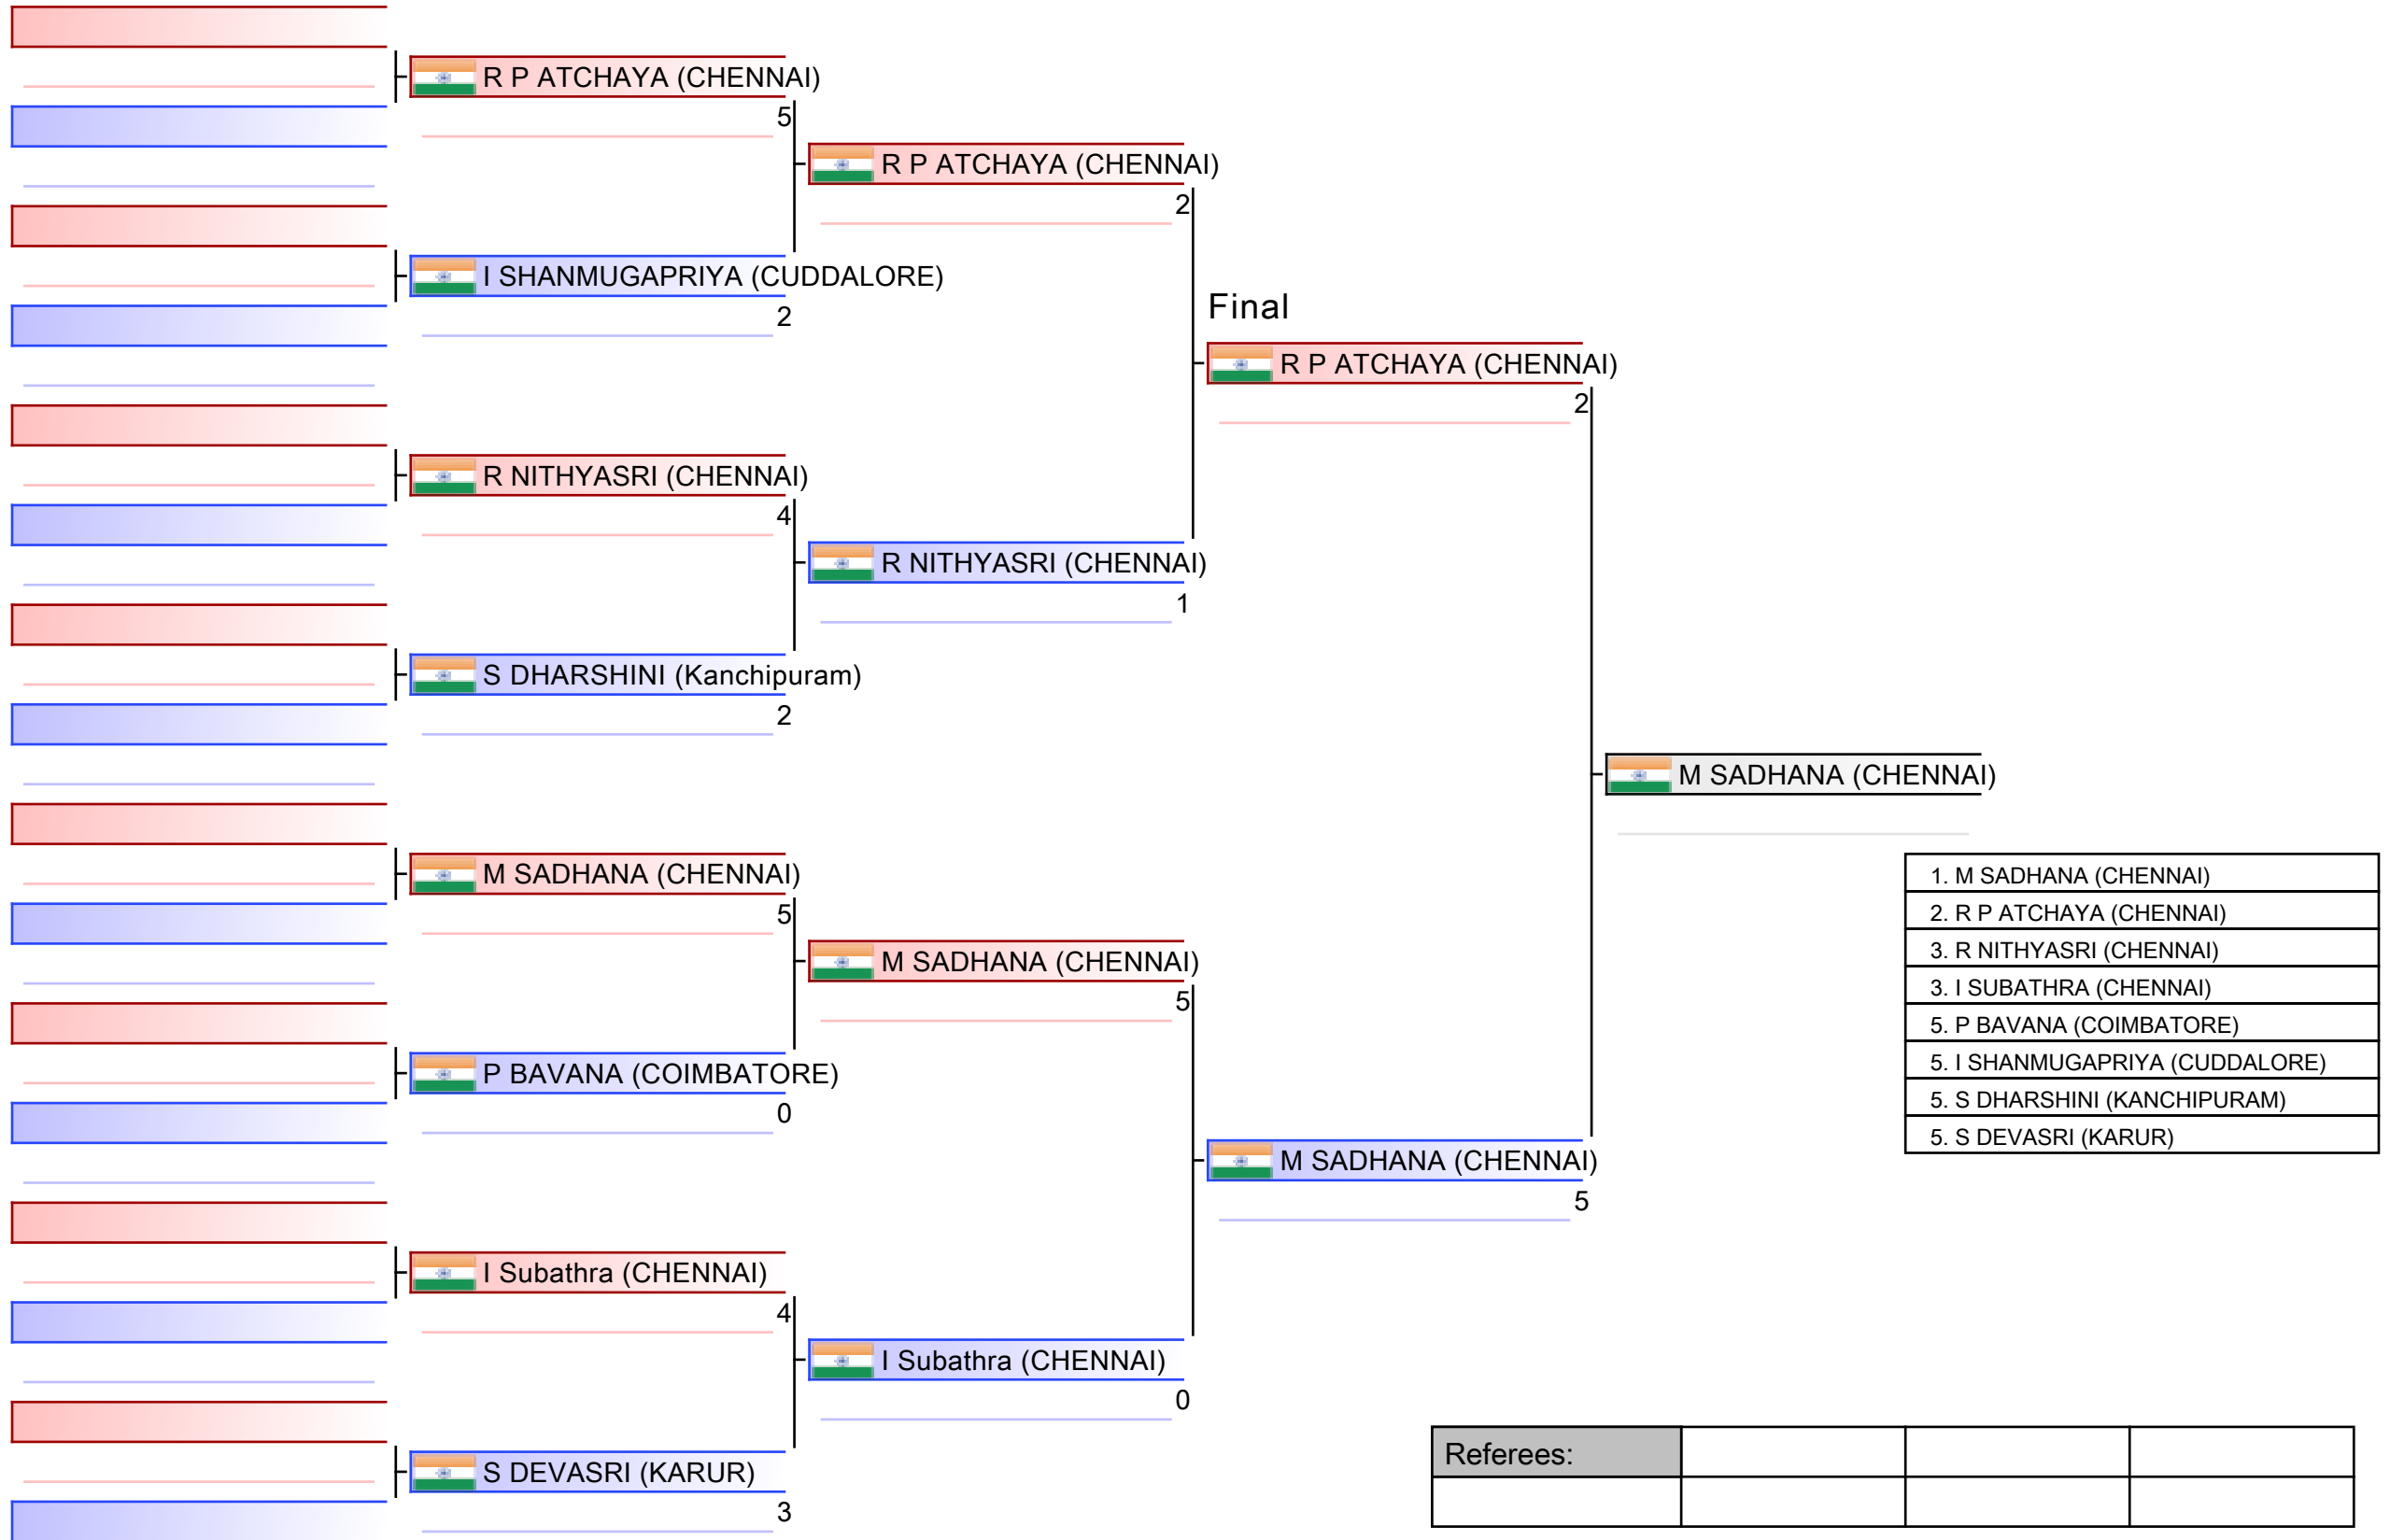 R P ATCHAYA (CHENNAI)
5
I SHANMUGAPRIYA (CUDDALORE)
2
R NITHYASRI (CHENNAI)
4
S DHARSHINI (Kanchipuram)
2
M SADHANA (CHENNAI)
5
P BAVANA (COIMBATORE)
0
I Subathra (CHENNAI)
4
S DEVASRI (KARUR)
3
R P ATCHAYA (CHENNAI)
2
R NITHYASRI (CHENNAI)
1
M SADHANA (CHENNAI)
5
I Subathra (CHENNAI)
0
Final
R P ATCHAYA (CHENNAI)
2
M SADHANA (CHENNAI)
5
M SADHANA (CHENNAI)
1. M SADHANA (CHENNAI)
2. R P ATCHAYA (CHENNAI)
3. R NITHYASRI (CHENNAI)
3. I SUBATHRA (CHENNAI)
5. P BAVANA (COIMBATORE)
5. I SHANMUGAPRIYA (CUDDALORE)
5. S DHARSHINI (KANCHIPURAM)
5. S DEVASRI (KARUR)
Referees: